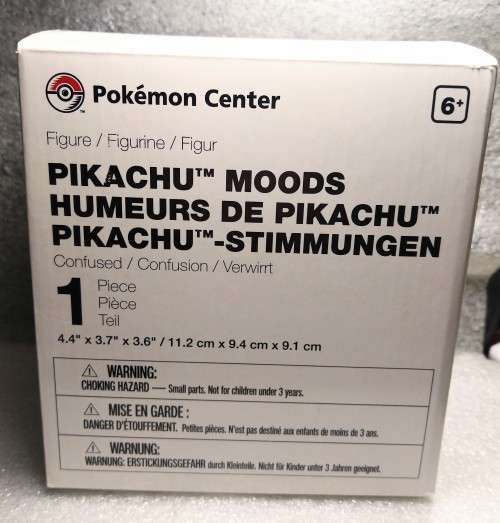 Pokémon Center
6+
Figure / Figurine / Figur
PIKACHU™ MOODS
HUMEURS DE PIKACHU™
PIKACHU™-STIMMUNGEN
Confused / Confusion / Verwirrt
1 Piece
Pièce
Teil
4.4" x 3.7" x 3.6" / 11.2 cm x 9.4 cm x 9.1 cm
WARNING:
CHOKING HAZARD — Small parts. Not for children under 3 years.
MISE EN GARDE :
DANGER D'ÉTOUFFEMENT. Petites pièces. N'est pas destiné aux enfants de moins de 3 ans.
WARNUNG:
WARNUNG: ERSTICKUNGSGEFAHR durch Kleinteile. Nicht für Kinder unter 3 Jahren geeignet.